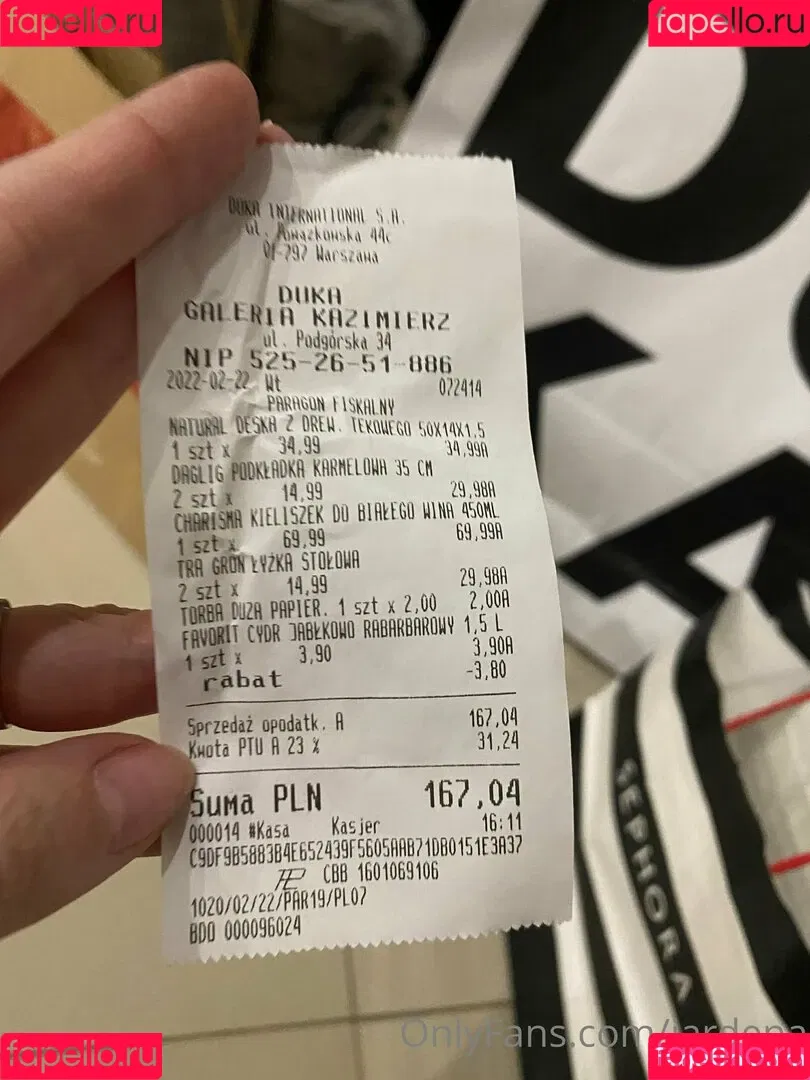 fapello.ru fapello.ru
DUKA INTERNATIONAL S.A.
ul. Powązkowska 44c
01-797 Warszawa
DUKA
GALERIA KAZIMIERZ
ul. Podgórska 34
NIP 525-26-51-886
2022-02-22 Wt 072414
PARAGON FISKALNY
NATURAL DESKA Z DREW. TEKOWEGO 50X14X1,5
1 szt x 34,99 34,99A
DAGLIG PODKŁADKA KARMELOWA 35 CM
2 szt x 14,99 29,98A
CHARISMA KIELISZEK DO BIAŁEGO WINA 450ML
1 szt x 69,99 69,99A
TRA GRON ŁYŻKA STOŁOWA
2 szt x 14,99 29,98A
TORBA DUZA PAPIER. 1 szt x 2,00 2,00A
FAVORIT CYDR JABŁKOWO RABARBAROWY 1,5 L
1 szt x 3,90 3,90A
rabat -3,80
Sprzedaż opodatk. A 167,04
Kwota PTU A 23 % 31,24
Suma PLN 167,04
000014 #Kasa Kasjer 16:11
C9DF9B5883B4E652439F5605AAB71DB0151E3A37
CBB 1601069106
1020/02/22/PAR19/PL07
BDO 000096024
SEPHORA
OnlyFans.com/jardena
fapello.ru fapello.ru